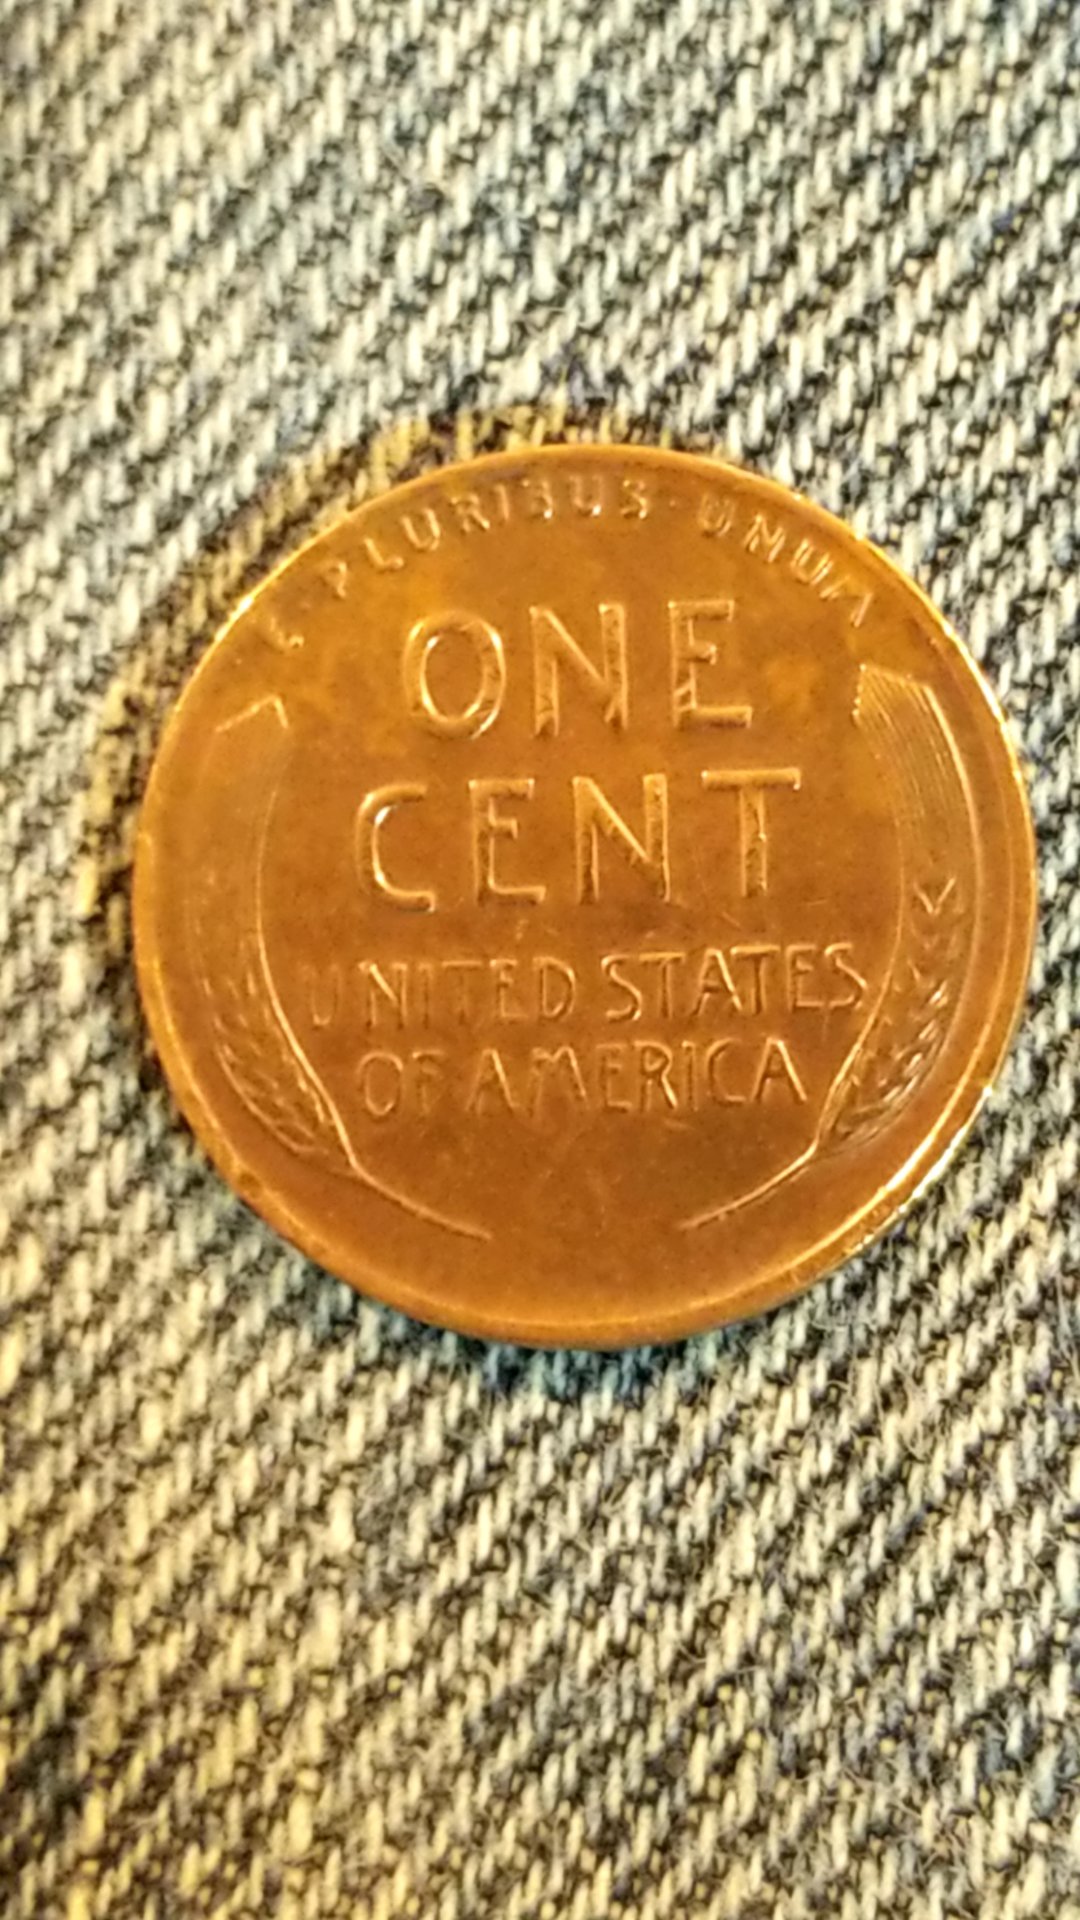 E·PLURIBUS·UNUM
ONE
CENT
UNITED STATES
OF AMERICA